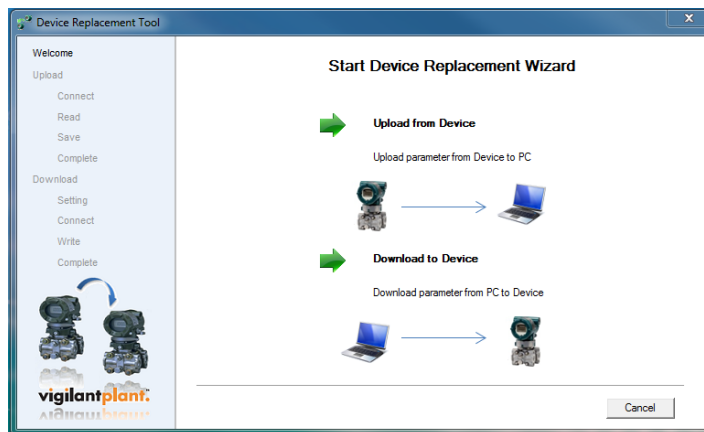 Device Replacement Tool
Welcome
Upload
Connect
Read
Save
Complete
Download
Setting
Connect
Write
Complete
vigilantplant.
Start Device Replacement Wizard
Upload from Device
Upload parameter from Device to PC
Download to Device
Download parameter from PC to Device
Cancel